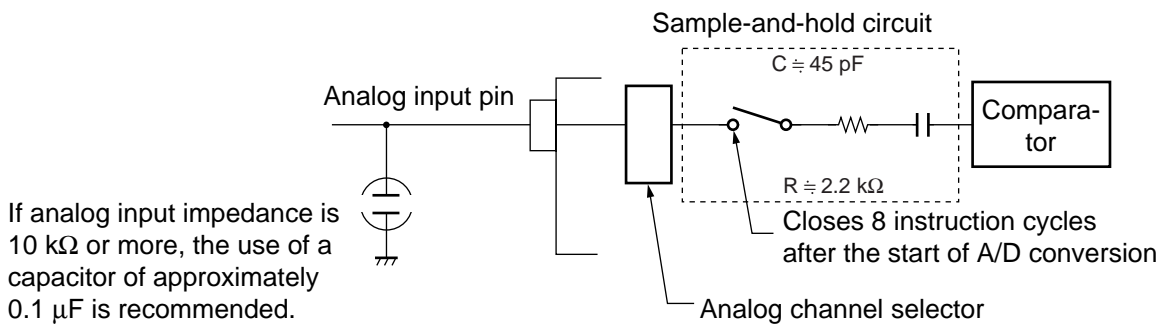 Sample-and-hold circuit
C ≒ 45 pF
Analog input pin
Compara-
tor
R ≒ 2.2 kΩ
If analog input impedance is
10 kΩ or more, the use of a
capacitor of approximately
0.1 µF is recommended.
Closes 8 instruction cycles
after the start of A/D conversion
Analog channel selector